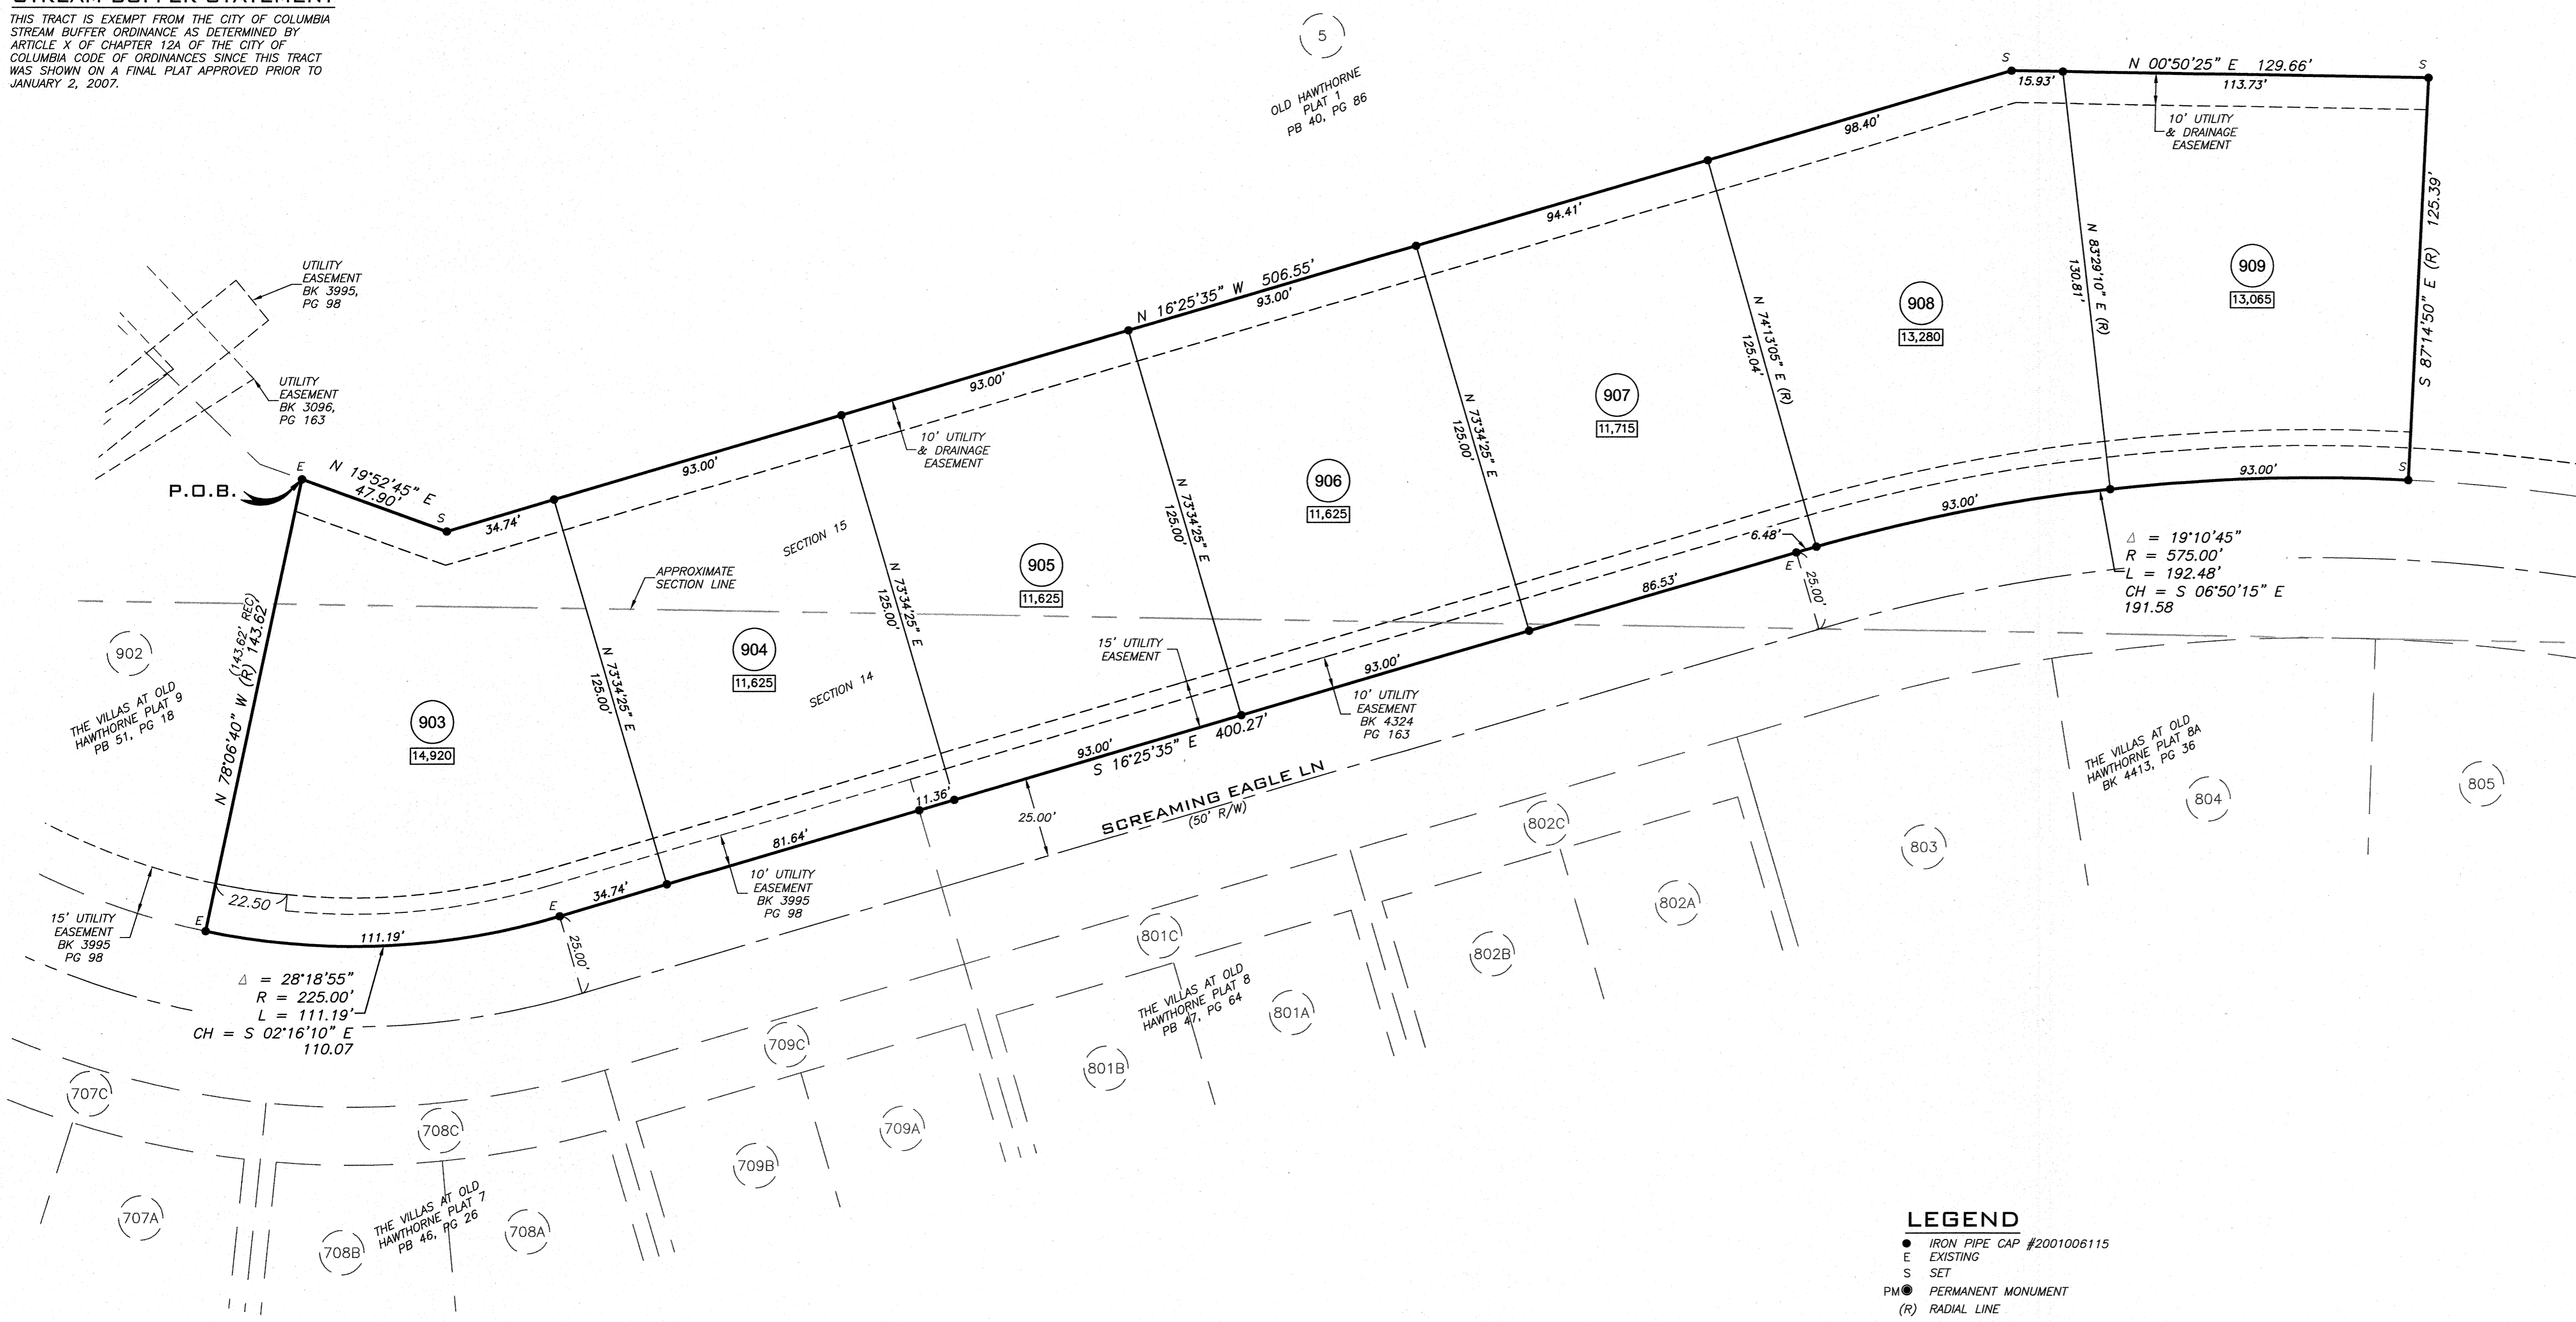 STREAM BUFFER STATEMENT
THIS TRACT IS EXEMPT FROM THE CITY OF COLUMBIA
STREAM BUFFER ORDINANCE AS DETERMINED BY
ARTICLE X OF CHAPTER 12A OF THE CITY OF
COLUMBIA CODE OF ORDINANCES SINCE THIS TRACT
WAS SHOWN ON A FINAL PLAT APPROVED PRIOR TO
JANUARY 2, 2007.
5
OLD HAWTHORNE
PLAT 1
PB 40, PG 86
S
15.93'
N 00°50'25" E 129.66'
113.73'
S
10' UTILITY
& DRAINAGE
EASEMENT
98.40'
94.41'
N 16°25'35" W 506.55'
93.00'
93.00'
93.00'
34.74'
10' UTILITY
& DRAINAGE
EASEMENT
UTILITY
EASEMENT
BK 3995,
PG 98
UTILITY
EASEMENT
BK 3096,
PG 163
P.O.B.
E
N 19°52'45" E
47.90'
S
S 87°14'50" E (R) 125.39'
909
13,065
N 83°29'10" E (R)
130.81'
908
13,280
N 74°13'05" E (R)
125.04'
907
11,715
N 73°34'25" E
125.00'
906
11,625
N 73°34'25" E
125.00'
905
11,625
N 73°34'25" E
125.00'
904
11,625
N 73°34'25" E
125.00'
903
14,920
(143.62' REC)
N 78°06'40" W (R) 143.62'
SECTION 15
SECTION 14
APPROXIMATE
SECTION LINE
902
THE VILLAS AT OLD
HAWTHORNE PLAT 9
PB 51, PG 18
S
93.00'
93.00'
6.48'
E
25.00'
86.53'
93.00'
Δ = 19°10'45"
R = 575.00'
L = 192.48'
CH = S 06°50'15" E
191.58
15' UTILITY
EASEMENT
10' UTILITY
EASEMENT
BK 4324
PG 163
93.00'
S 16°25'35" E 400.27'
11.36'
25.00'
SCREAMING EAGLE LN
(50' R/W)
81.64'
10' UTILITY
EASEMENT
BK 3995
PG 98
34.74'
E
25.00'
22.50
E
111.19'
15' UTILITY
EASEMENT
BK 3995
PG 98
Δ = 28°18'55"
R = 225.00'
L = 111.19'
CH = S 02°16'10" E
110.07
THE VILLAS AT OLD
HAWTHORNE PLAT 8A
BK 4413, PG 36
805
804
803
802C
802A
802B
801C
801A
801B
THE VILLAS AT OLD
HAWTHORNE PLAT 8
PB 47, PG 64
709C
709A
709B
708C
708A
708B
707C
707A
THE VILLAS AT OLD
HAWTHORNE PLAT 7
PB 46, PG 26
LEGEND
IRON PIPE CAP #2001006115
E EXISTING
S SET
PM PERMANENT MONUMENT
(R) RADIAL LINE